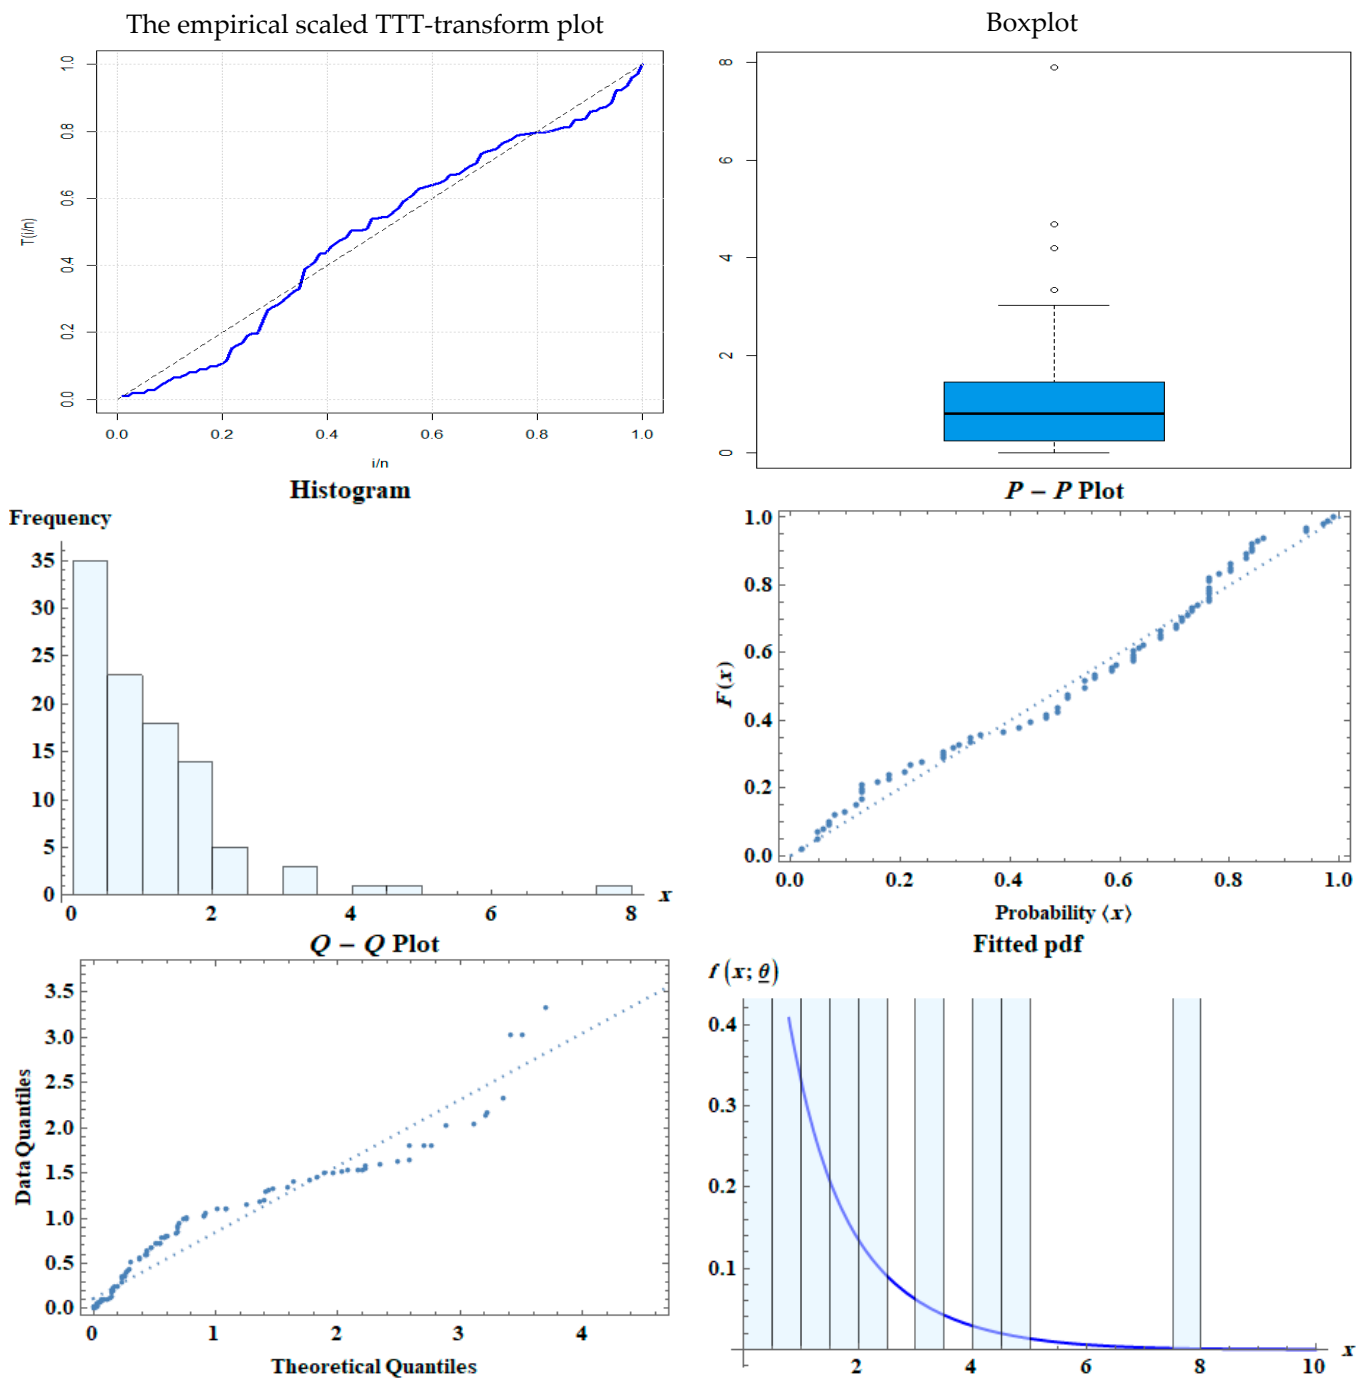 The empirical scaled TTT-transform plot
1.0
0.8
0.6
0.4
0.2
0.0
T(i/n)
0.0 0.2 0.4 0.6 0.8 1.0
i/n
Boxplot
8
6
4
2
0
Histogram
Frequency
35
30
25
20
15
10
5
0
0 2 4 6 8 x
P – P Plot
1.0
0.8
0.6
0.4
0.2
0.0
F(x)
0.0 0.2 0.4 0.6 0.8 1.0
Probability ⟨x⟩
Q – Q Plot
3.5
3.0
2.5
2.0
1.5
1.0
0.5
0.0
Data Quantiles
0 1 2 3 4
Theoretical Quantiles
Fitted pdf
f (x; θ)
0.4
0.3
0.2
0.1
2 4 6 8 10 x